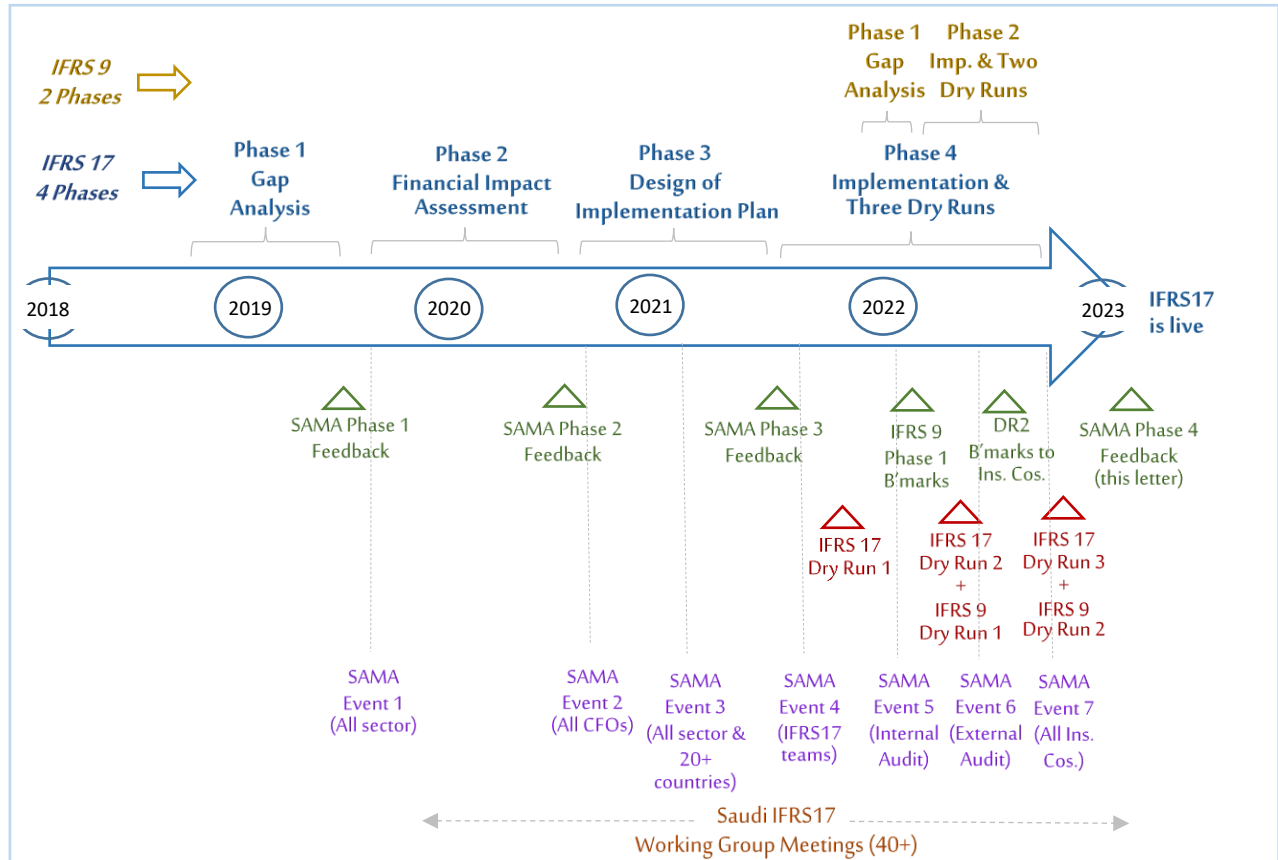 IFRS 9
2 Phases
Phase 1
Gap
Analysis
Phase 2
Imp. & Two
Dry Runs
IFRS 17
4 Phases
Phase 1
Gap
Analysis
Phase 2
Financial Impact
Assessment
Phase 3
Design of
Implementation Plan
Phase 4
Implementation &
Three Dry Runs
2018
2019
2020
2021
2022
2023
IFRS17
is live
SAMA Phase 1
Feedback
SAMA Phase 2
Feedback
SAMA Phase 3
Feedback
IFRS 9
Phase 1
B'marks
DR2
B'marks to
Ins. Cos.
SAMA Phase 4
Feedback
(this letter)
IFRS 17
Dry Run 1
IFRS 17
Dry Run 2
+
IFRS 9
Dry Run 1
IFRS 17
Dry Run 3
+
IFRS 9
Dry Run 2
SAMA
Event 1
(All sector)
SAMA
Event 2
(All CFOs)
SAMA
Event 3
(All sector &
20+
countries)
SAMA
Event 4
(IFRS17
teams)
SAMA
Event 5
(Internal
Audit)
SAMA
Event 6
(External
Audit)
SAMA
Event 7
(All Ins.
Cos.)
Saudi IFRS17
Working Group Meetings (40+)